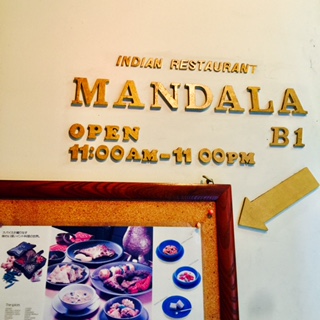 INDIAN RESTAURANT
MANDALA
OPEN B1
11:00AM-11 00PM